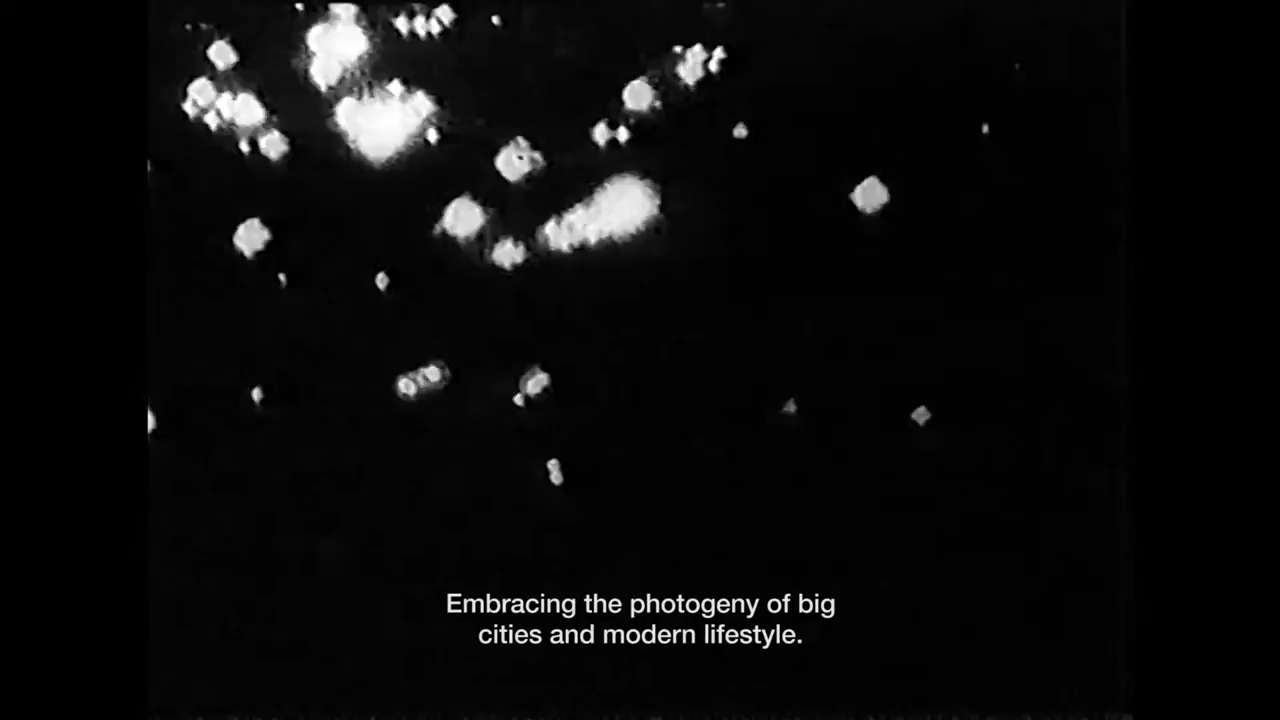 Embracing the photogeny of big
cities and modern lifestyle.